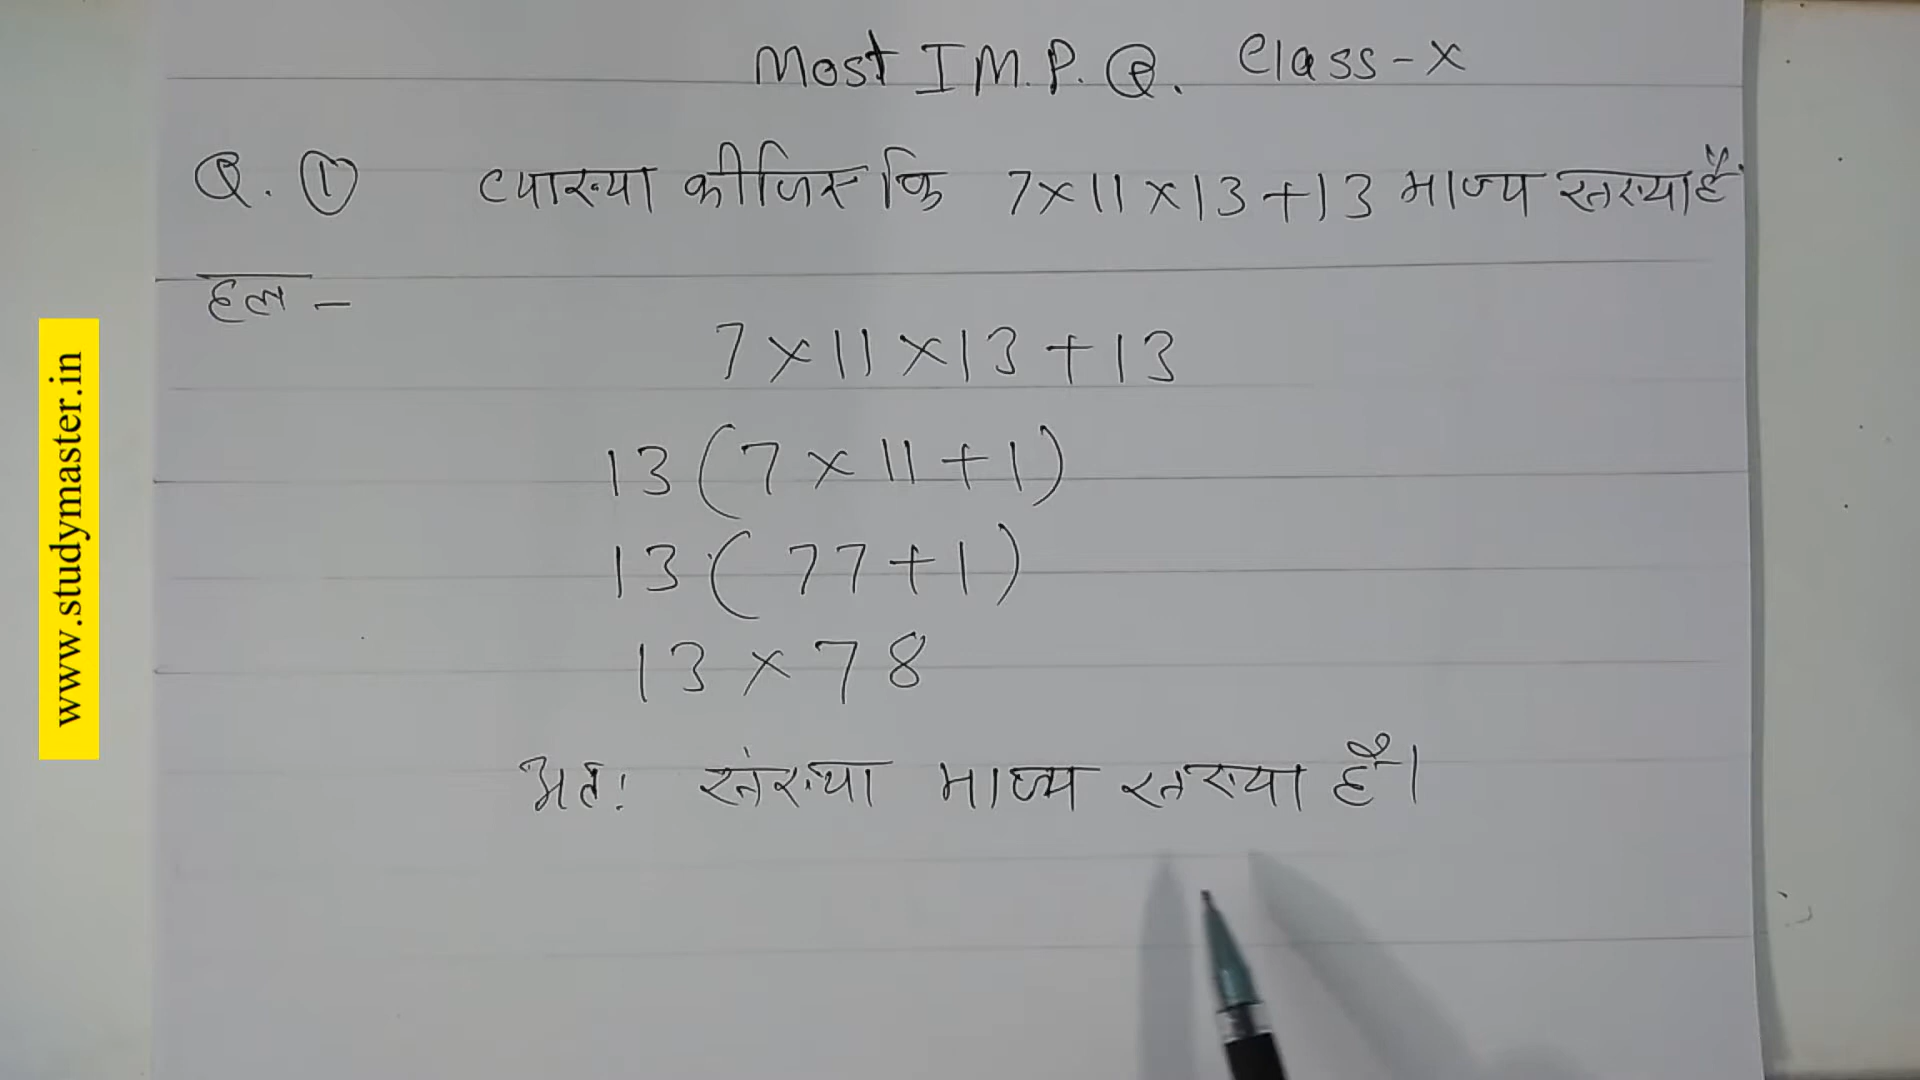 Most I M.P. Q. Class-X
Q. ① व्याख्या कीजिए कि 7×11×13+13 भाज्य संख्या है
हल -
7×11×13+13
13(7×11+1)
13(77+1)
13×78
अतः संख्या भाज्य संख्या है।
www.studymaster.in